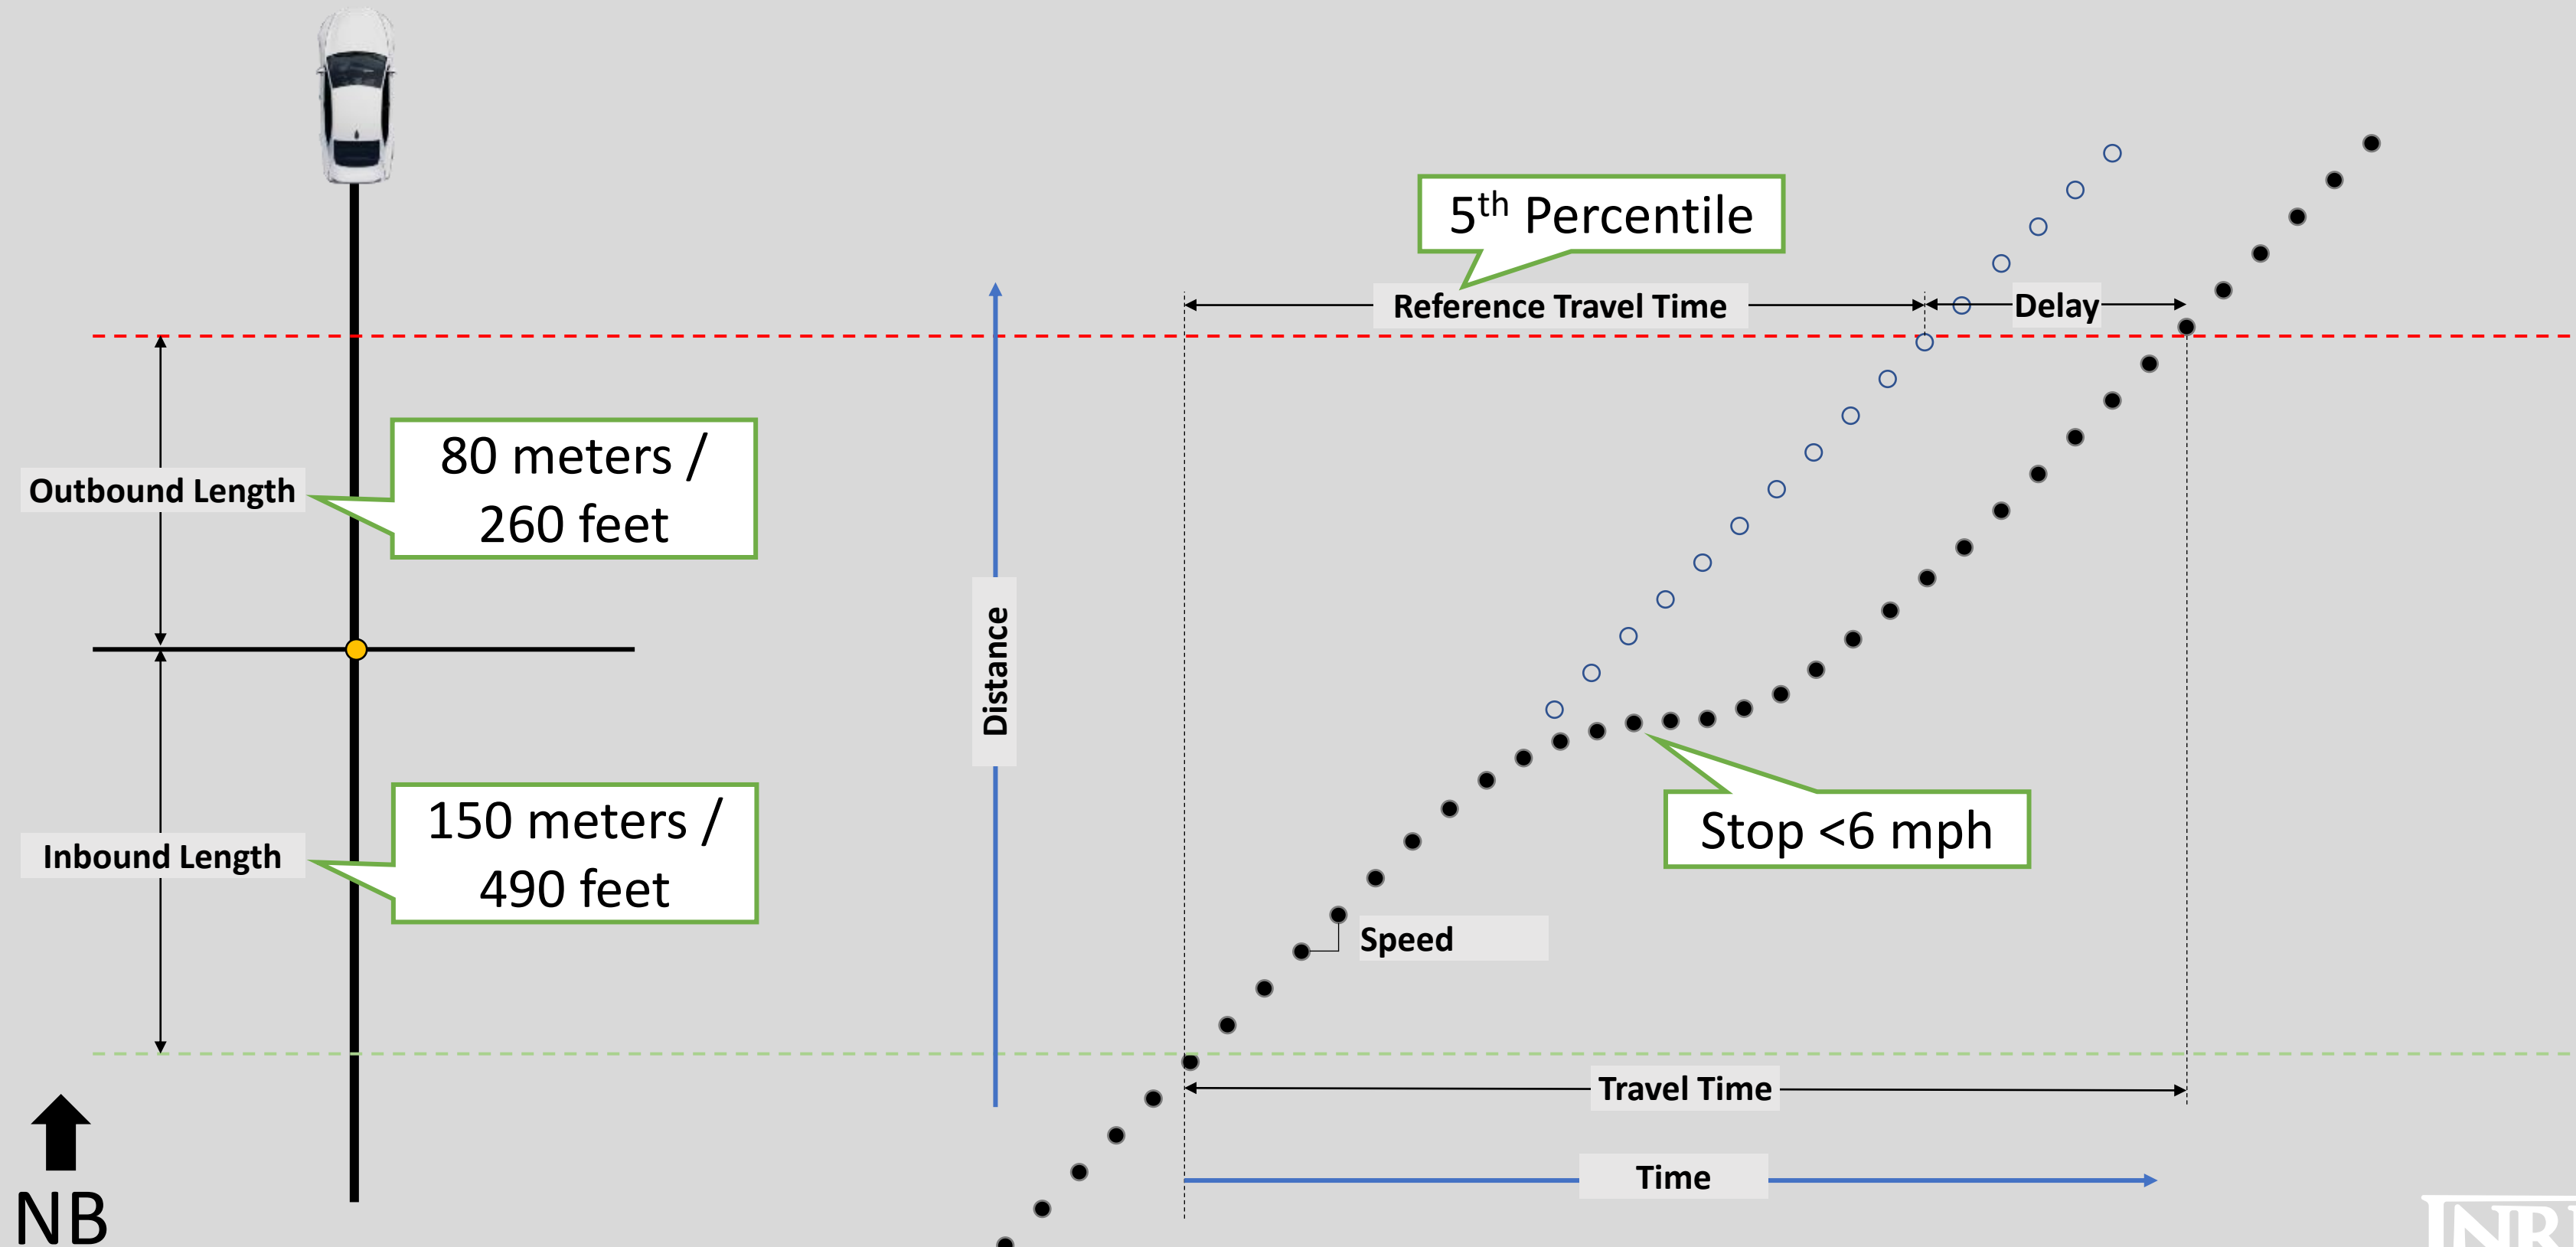 5th Percentile
Reference Travel Time
Delay
80 meters /
260 feet
Outbound Length
Distance
150 meters /
490 feet
Inbound Length
Stop <6 mph
Speed
Travel Time
Time
NB